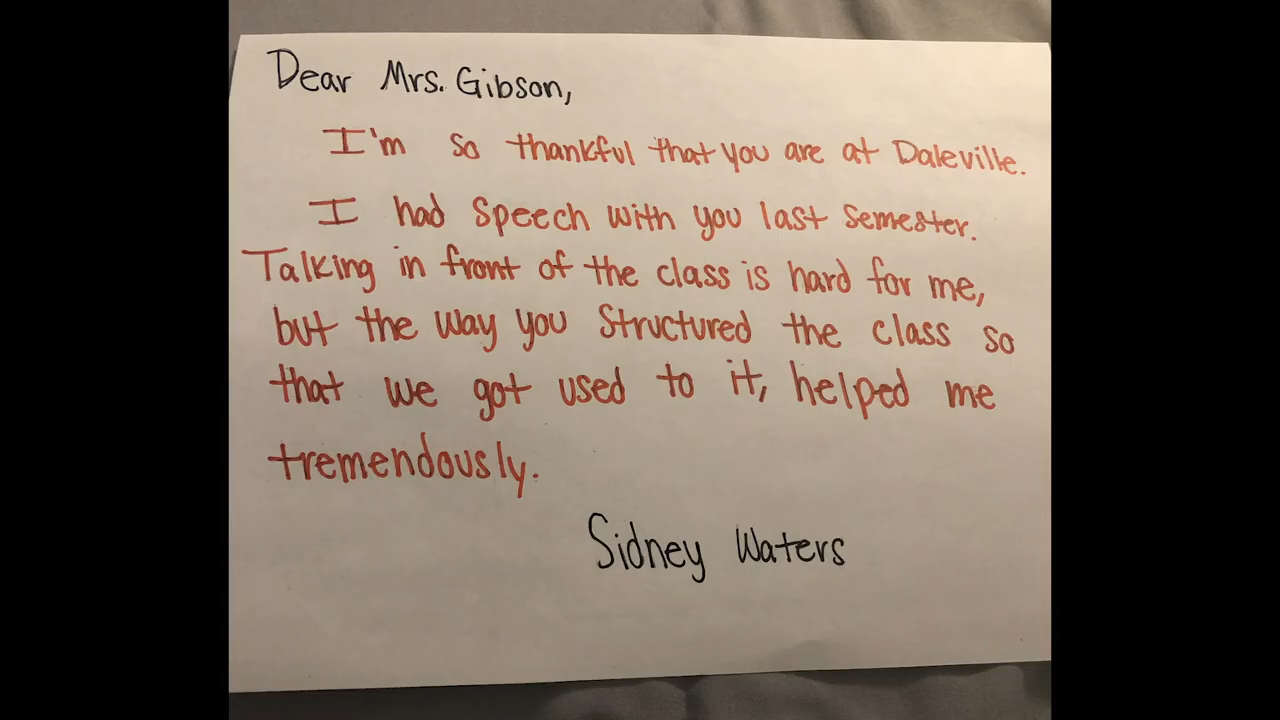 Dear Mrs. Gibson,
I'm so thankful that you are at Daleville.
I had speech with you last semester.
Talking in front of the class is hard for me,
but the way you structured the class so
that we got used to it, helped me
tremendously.
Sidney Waters